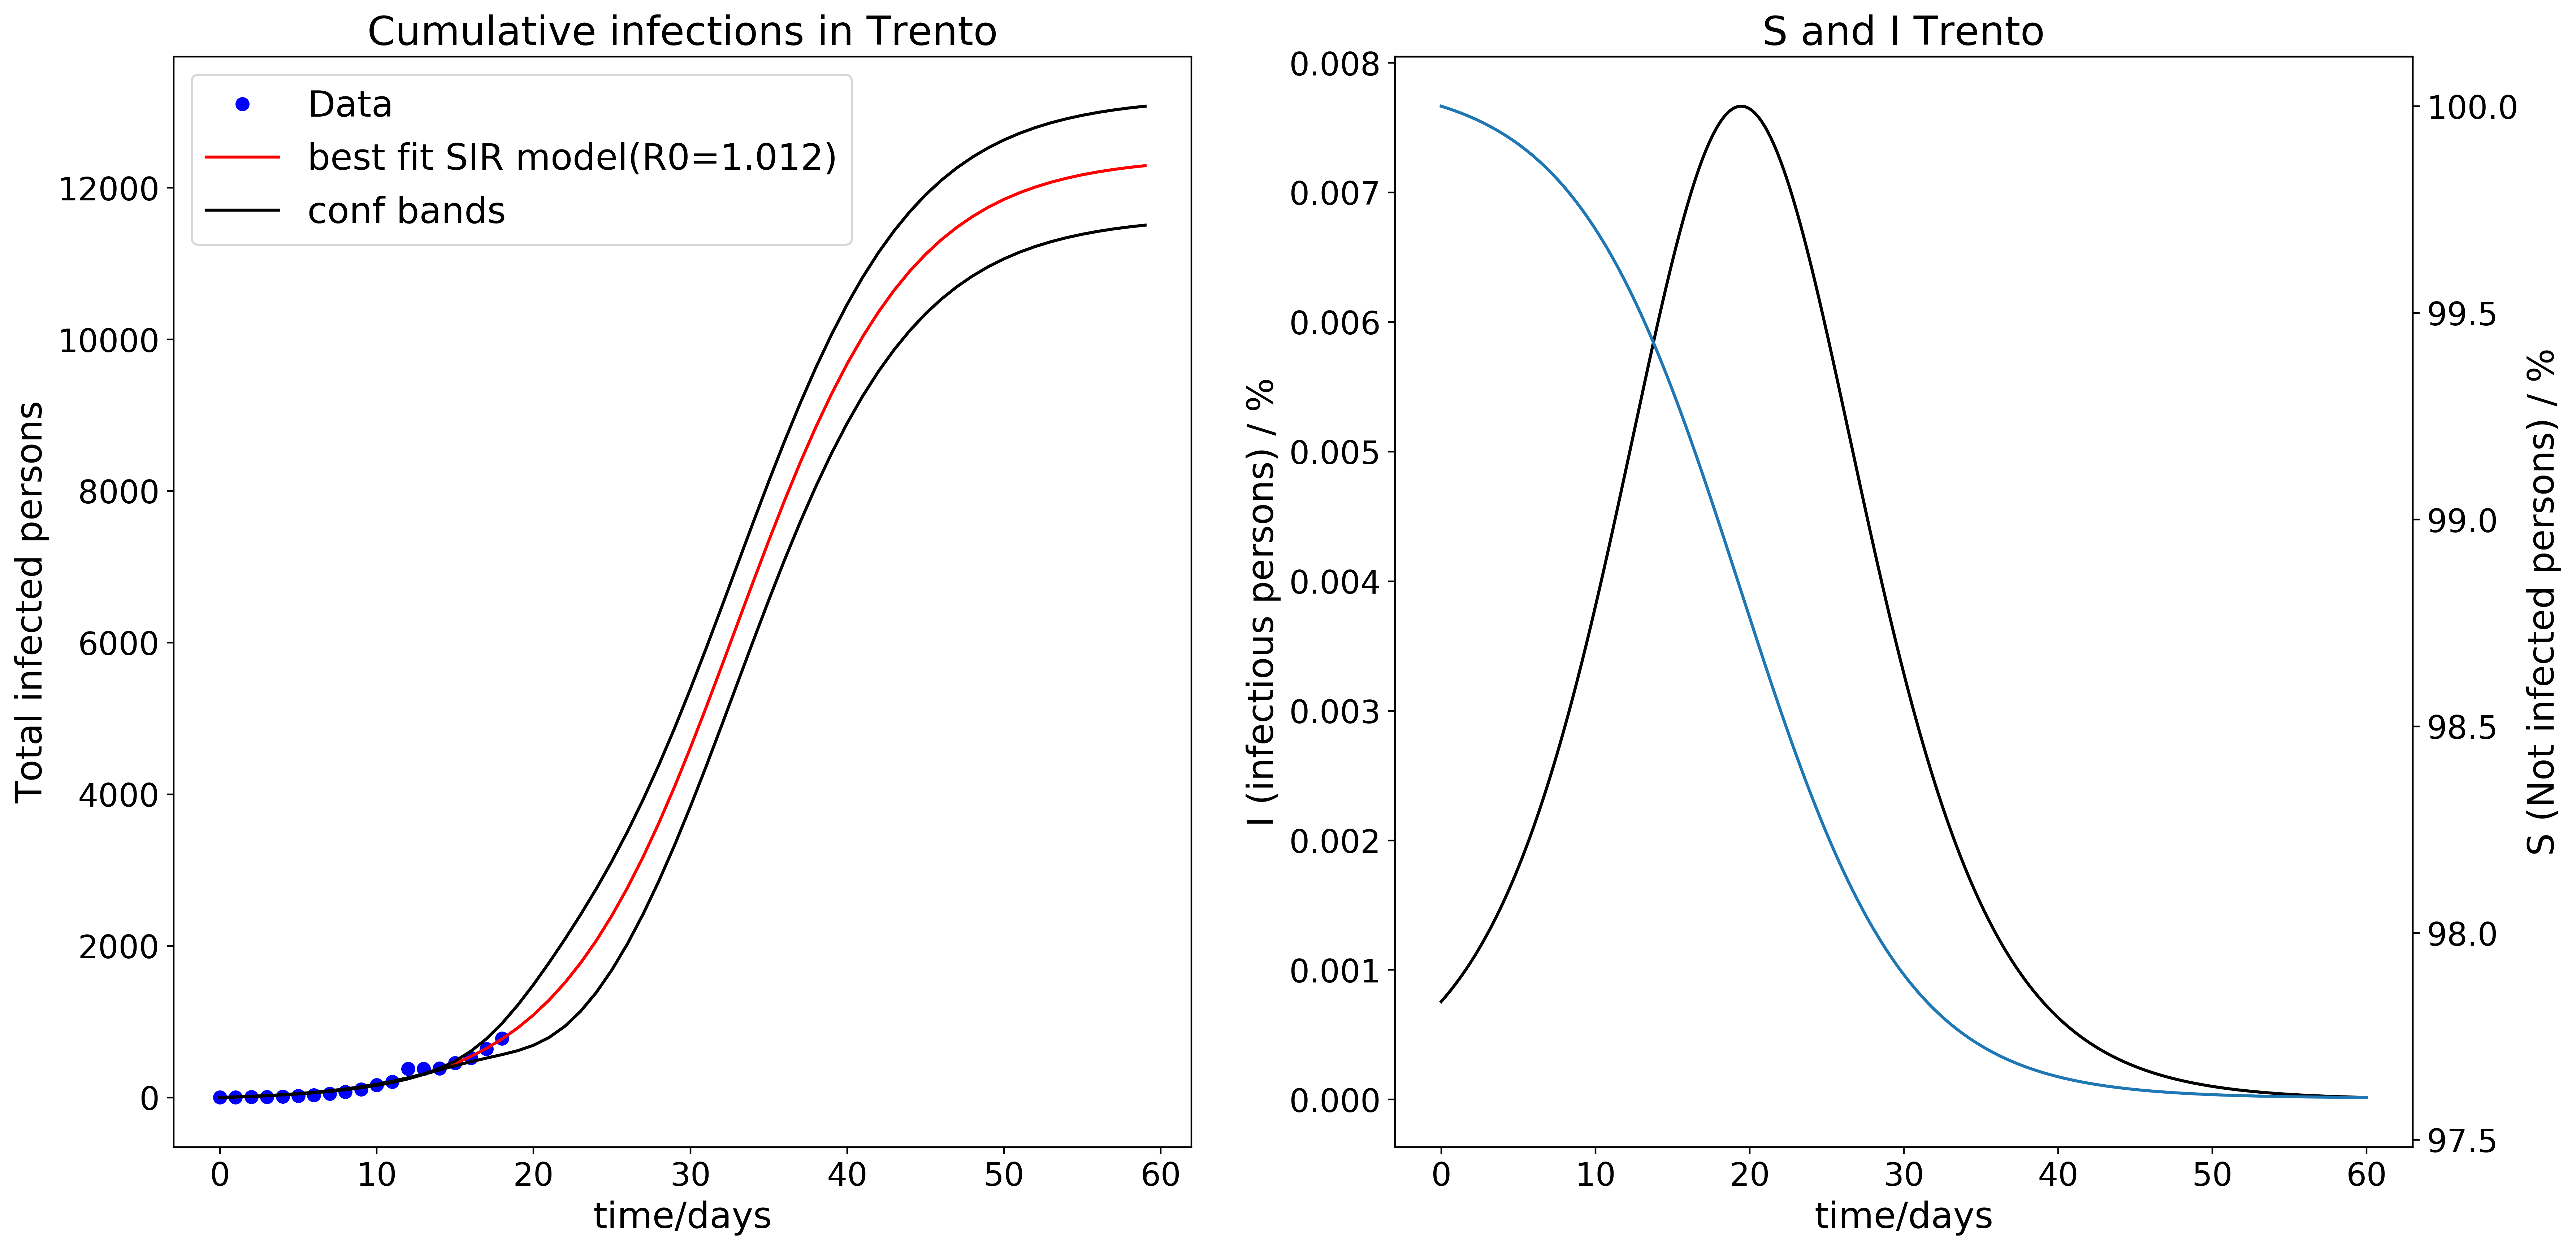 Cumulative infections in Trento
Data
best fit SIR model(R0=1.012)
conf bands
Total infected persons
12000
10000
8000
6000
4000
2000
0
0 10 20 30 40 50 60
time/days
S and I Trento
I (infectious persons) / %
0.008
0.007
0.006
0.005
0.004
0.003
0.002
0.001
0.000
100.0
99.5
99.0
98.5
98.0
97.5
S (Not infected persons) / %
0 10 20 30 40 50 60
time/days